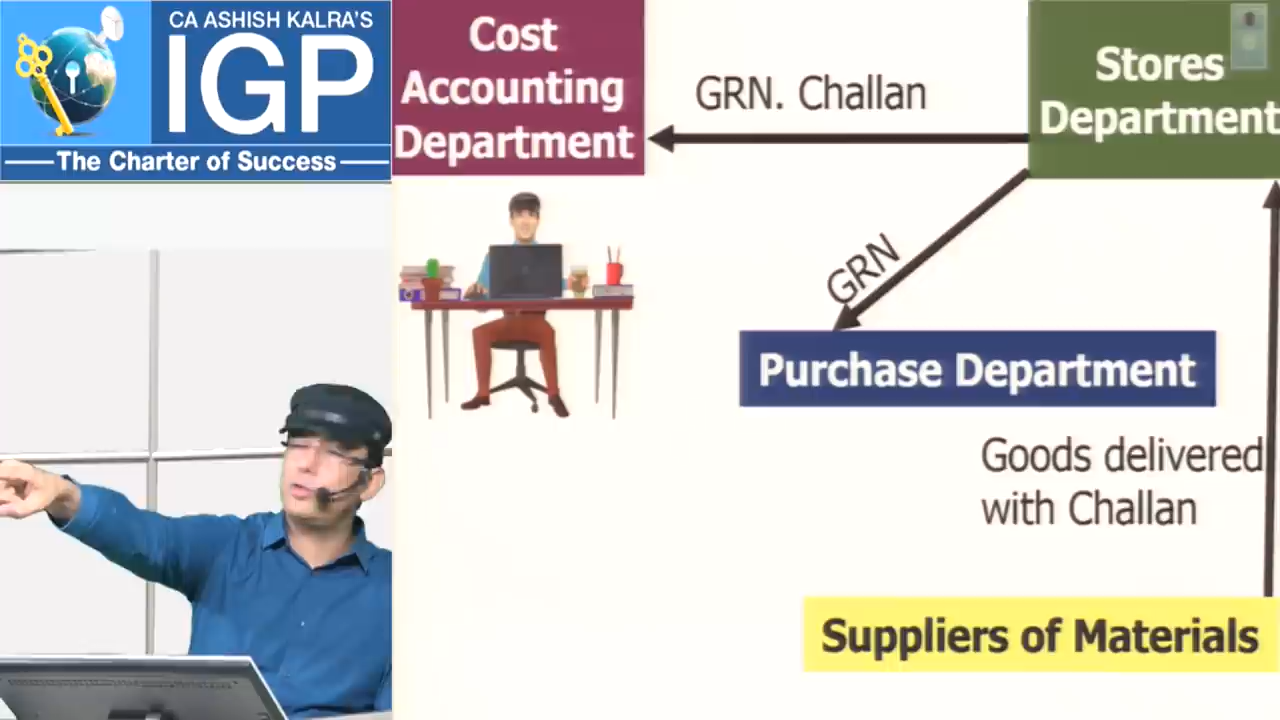 CA ASHISH KALRA'S
IGP
The Charter of Success
Cost
Accounting
Department
GRN. Challan
Stores
Department
GRN
Purchase Department
Goods delivered
with Challan
Suppliers of Materials